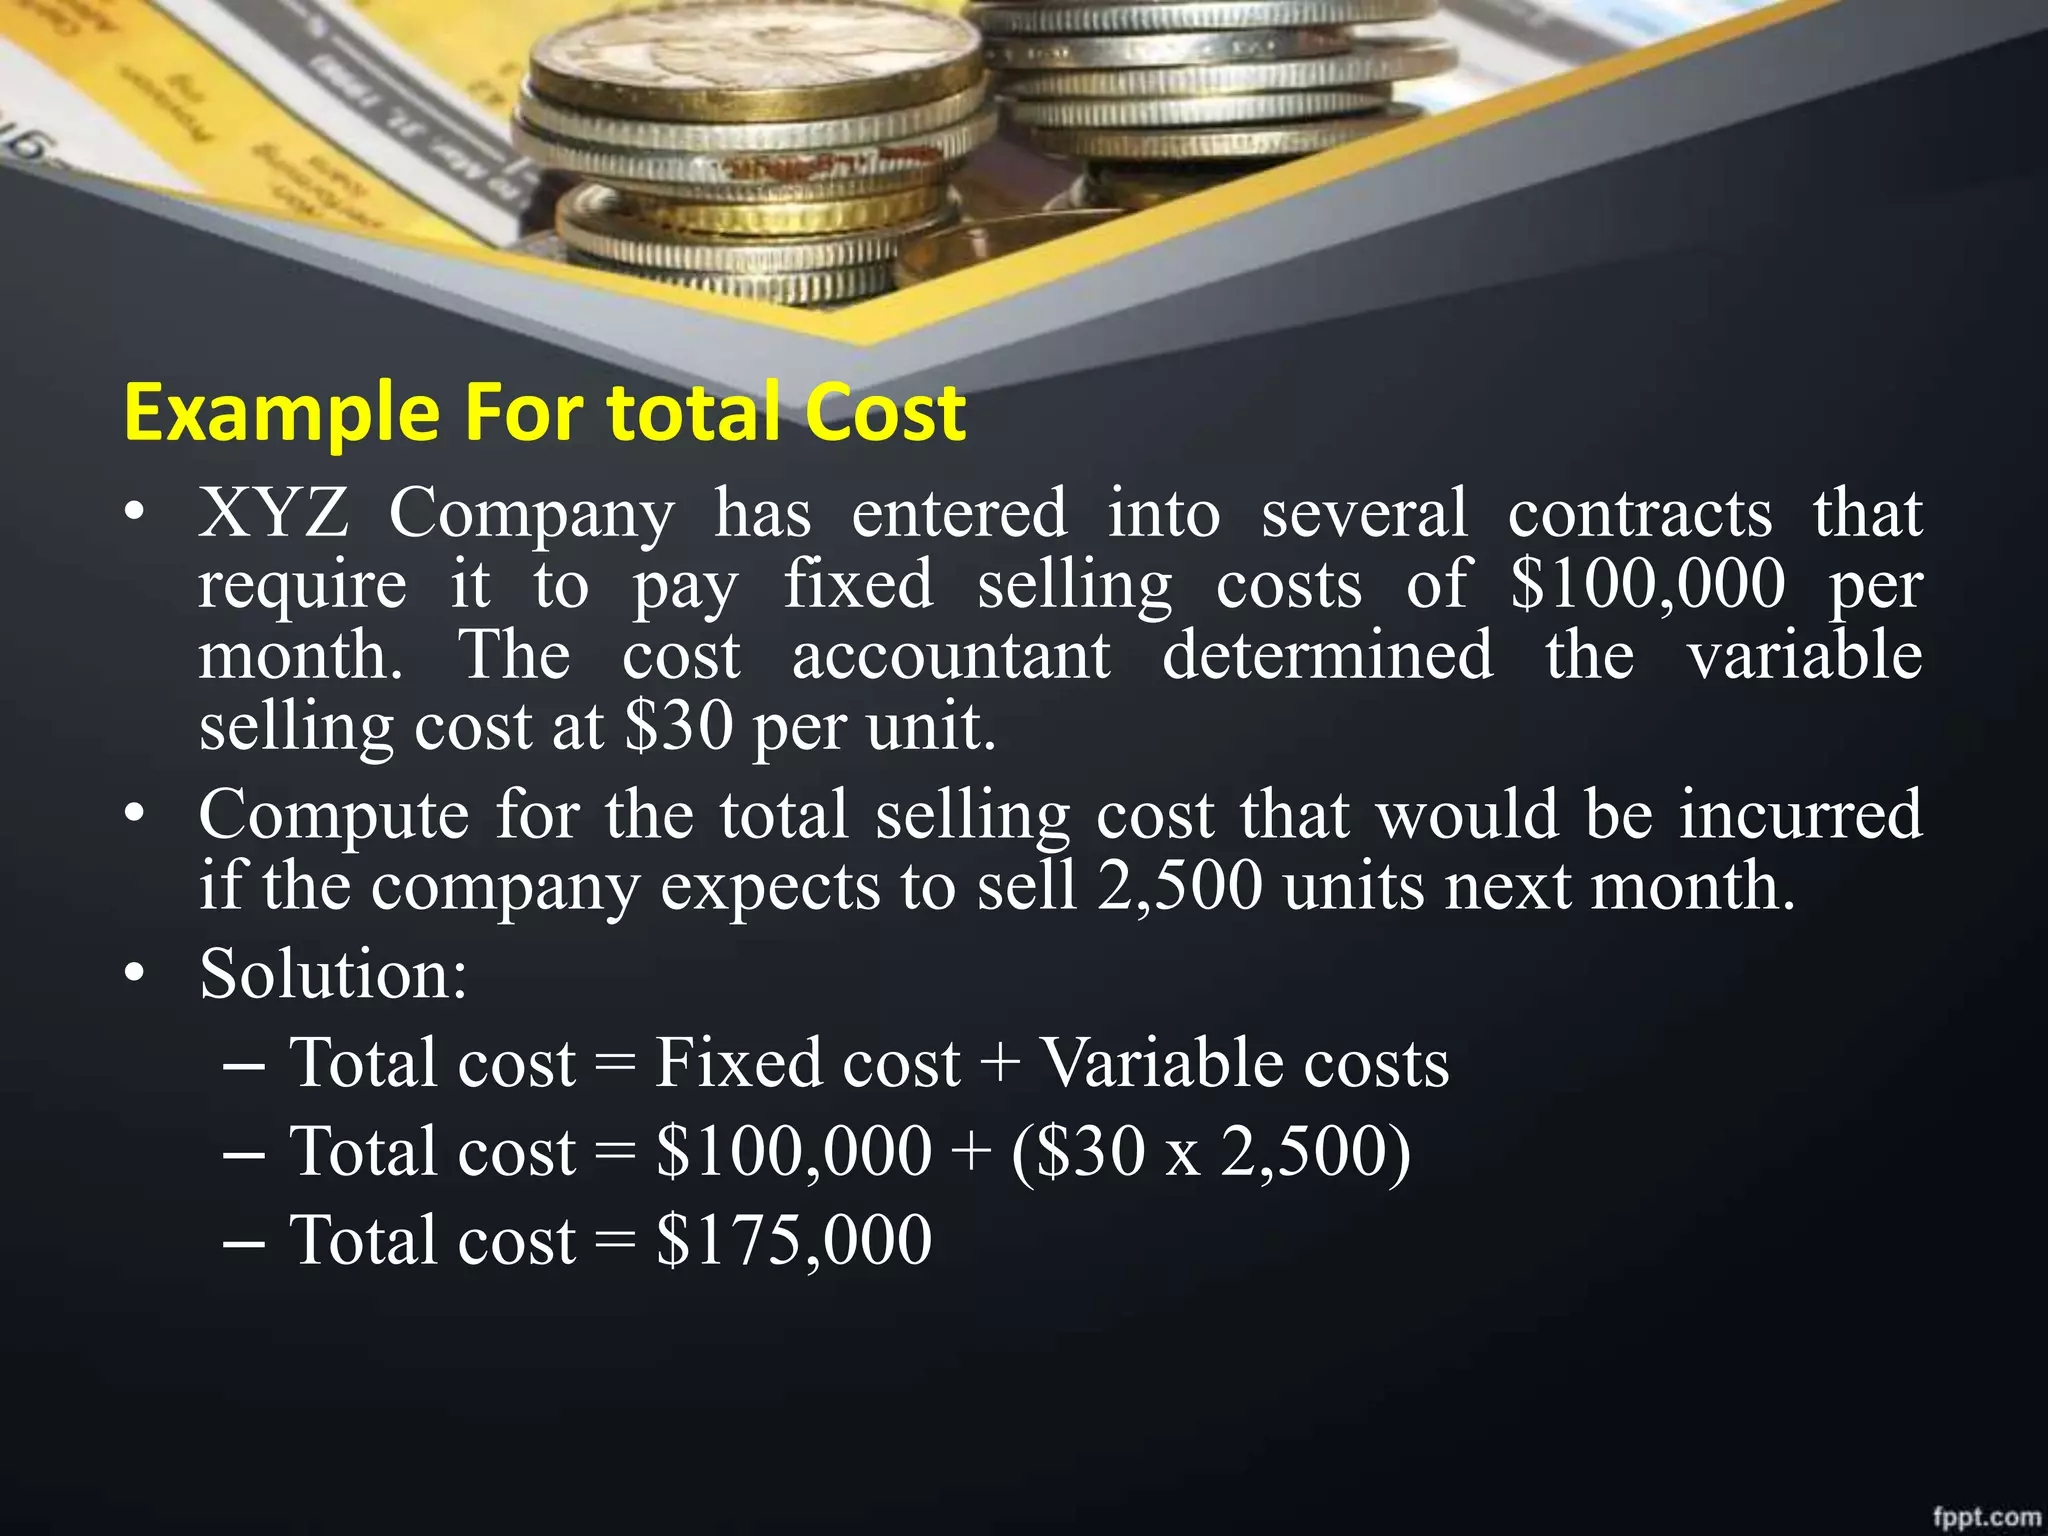 to Mar. 31, 1990
Example For total Cost
• XYZ Company has entered into several contracts that
require it to pay fixed selling costs of $100,000 per
month. The cost accountant determined the variable
selling cost at $30 per unit.
• Compute for the total selling cost that would be incurred
if the company expects to sell 2,500 units next month.
• Solution:
– Total cost = Fixed cost + Variable costs
– Total cost = $100,000 + ($30 x 2,500)
– Total cost = $175,000
fppt.com